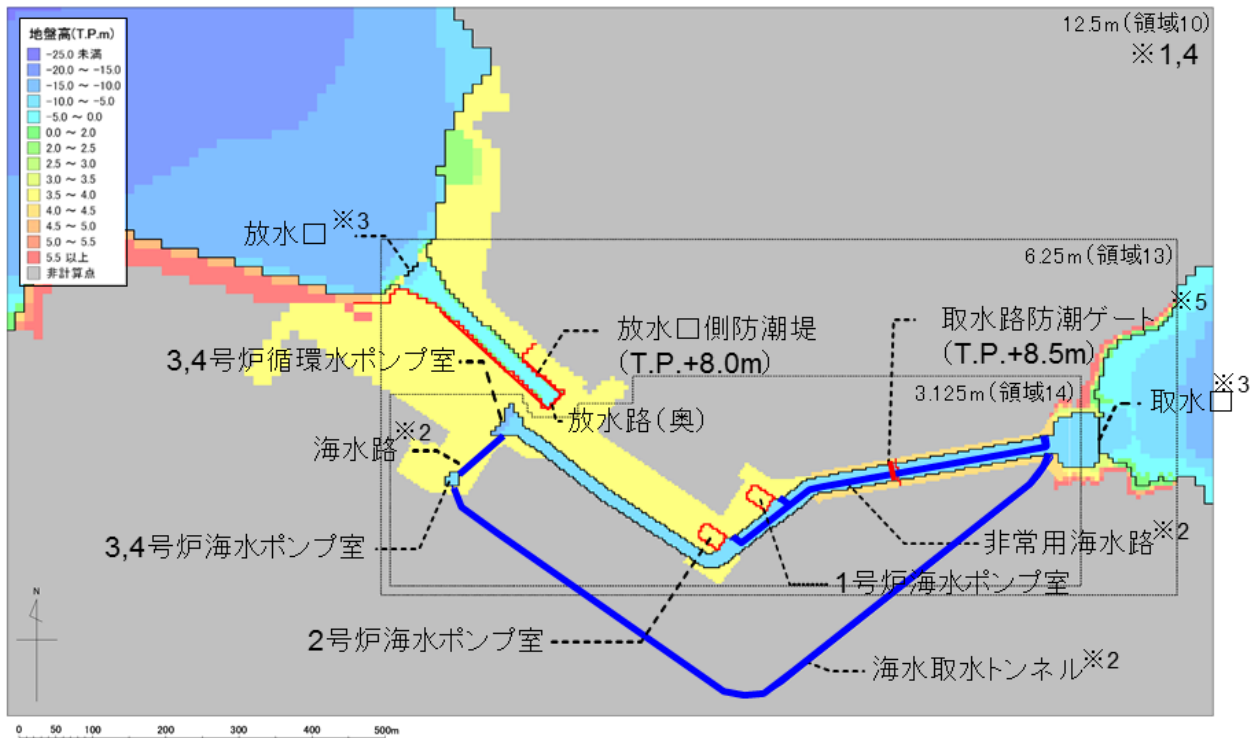 12.5m(領域10)
※1,4
地盤高(T.P.m)
-25.0 未満
-20.0 ～ -15.0
-15.0 ～ -10.0
-10.0 ～ -5.0
-5.0 ～ 0.0
0.0 ～ 2.0
2.0 ～ 2.5
2.5 ～ 3.0
3.0 ～ 3.5
3.5 ～ 4.0
4.0 ～ 4.5
4.5 ～ 5.0
5.0 ～ 5.5
5.5 以上
非計算点
放水口※3
6.25m(領域13)
放水口側防潮堤
(T.P.+8.0m)
取水路防潮ゲート※5
(T.P.+8.5m)
3,4号炉循環水ポンプ室
3.125m(領域14)
取水口※3
放水路(奥)
海水路※2
3,4号炉海水ポンプ室
非常用海水路※2
1号炉海水ポンプ室
2号炉海水ポンプ室
海水取水トンネル※2
N
0 50 100 200 300 400 500m